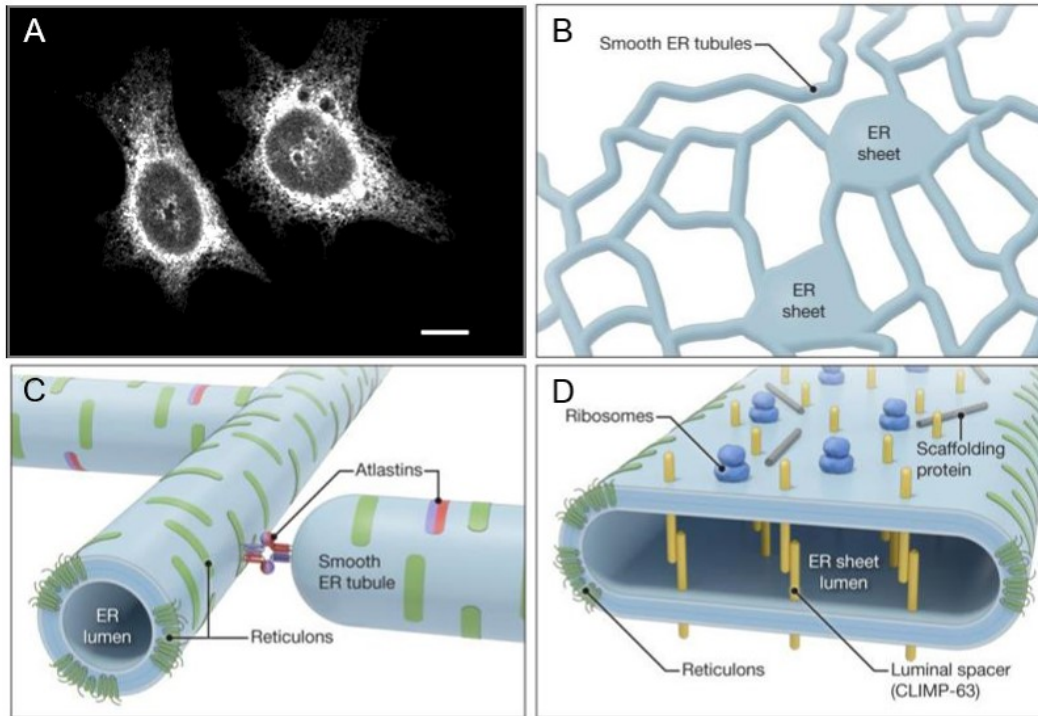 A
B
Smooth ER tubules
ER
sheet
ER
sheet
C
Atlastins
Smooth
ER tubule
ER
lumen
Reticulons
D
Ribosomes
Scaffolding
protein
ER sheet
lumen
Reticulons
Luminal spacer
(CLIMP-63)